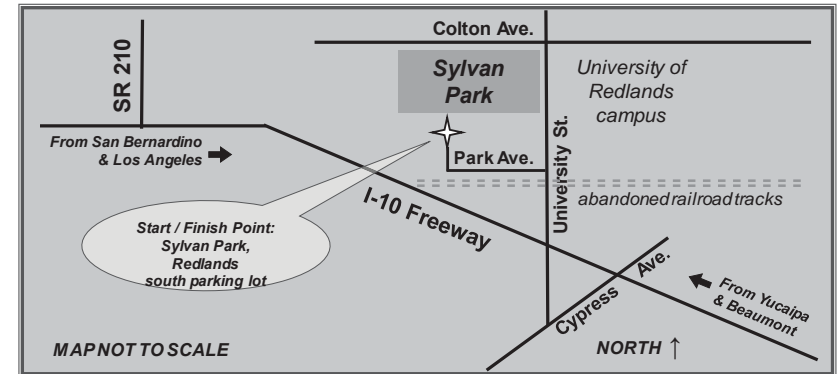 Colton Ave.
SR 210
Sylvan
Park
University of
Redlands
campus
From San Bernardino
& Los Angeles
Park Ave.
University St.
abandoned railroad tracks
I-10 Freeway
Start / Finish Point:
Sylvan Park,
Redlands
south parking lot
Cypress Ave.
From Yucaipa
& Beaumont
MAP NOT TO SCALE
NORTH ↑